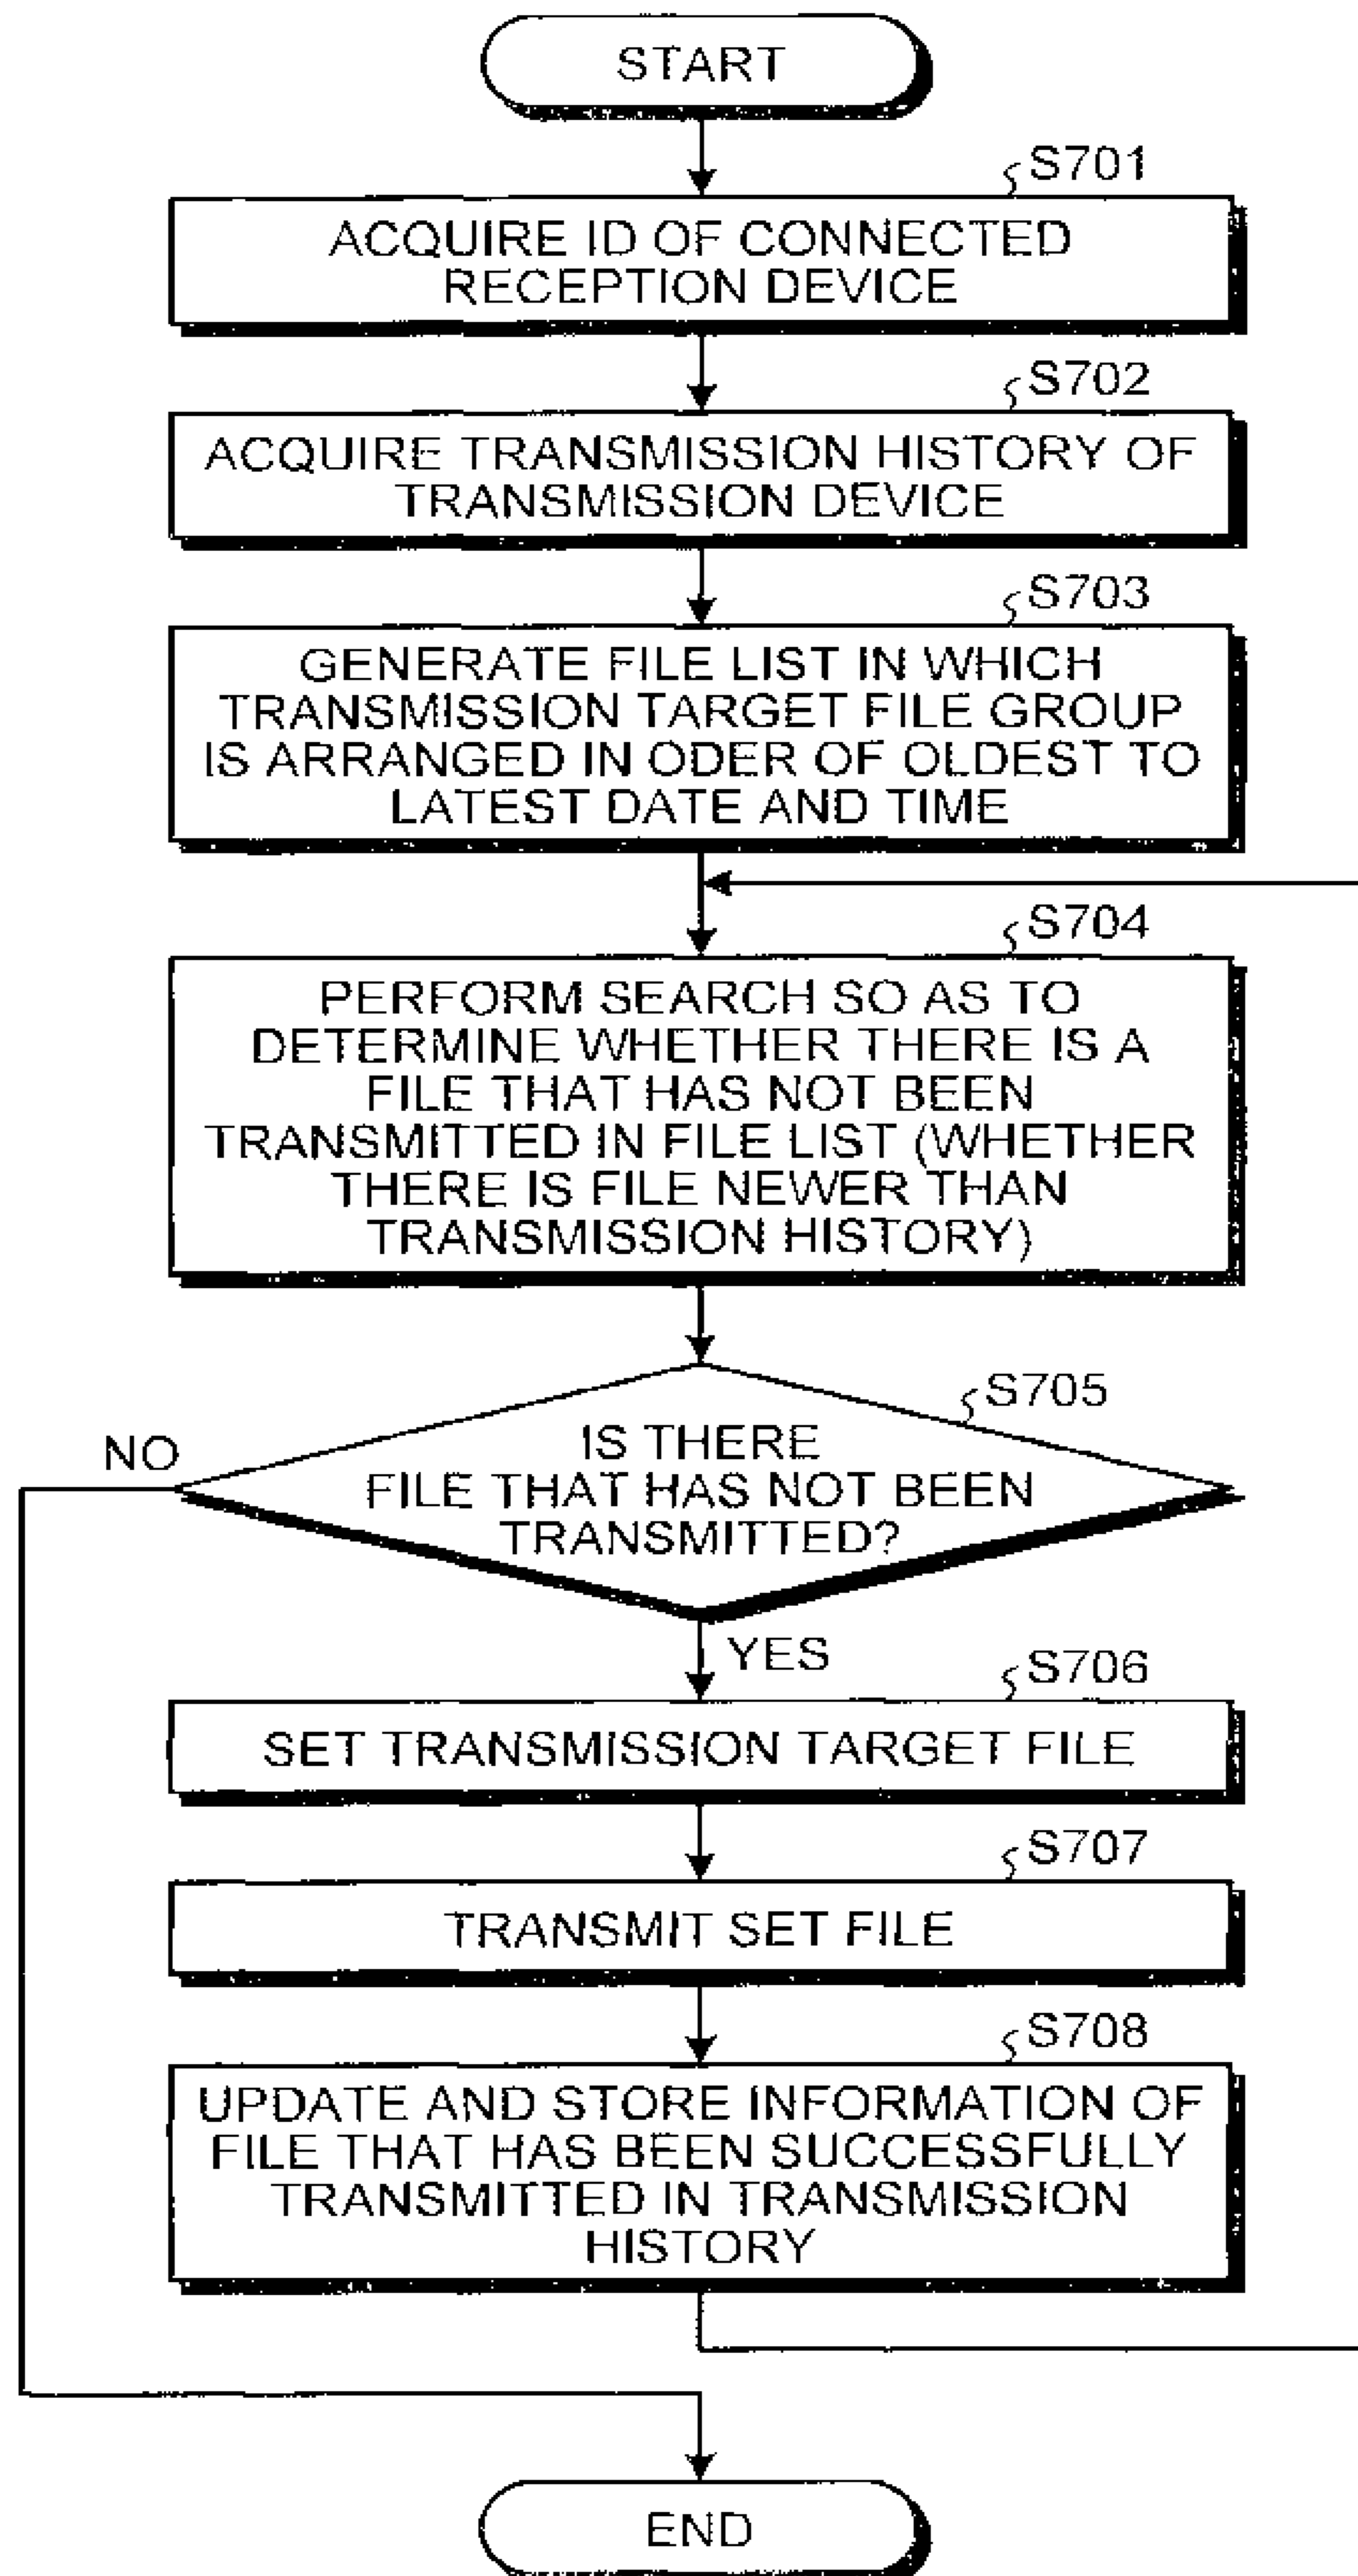 START
S701
ACQUIRE ID OF CONNECTED
RECEPTION DEVICE
S702
ACQUIRE TRANSMISSION HISTORY OF
TRANSMISSION DEVICE
S703
GENERATE FILE LIST IN WHICH
TRANSMISSION TARGET FILE GROUP
IS ARRANGED IN ODER OF OLDEST TO
LATEST DATE AND TIME
S704
PERFORM SEARCH SO AS TO
DETERMINE WHETHER THERE IS A
FILE THAT HAS NOT BEEN
TRANSMITTED IN FILE LIST (WHETHER
THERE IS FILE NEWER THAN
TRANSMISSION HISTORY)
S705
NO
IS THERE
FILE THAT HAS NOT BEEN
TRANSMITTED?
YES
S706
SET TRANSMISSION TARGET FILE
S707
TRANSMIT SET FILE
S708
UPDATE AND STORE INFORMATION OF
FILE THAT HAS BEEN SUCCESSFULLY
TRANSMITTED IN TRANSMISSION
HISTORY
END